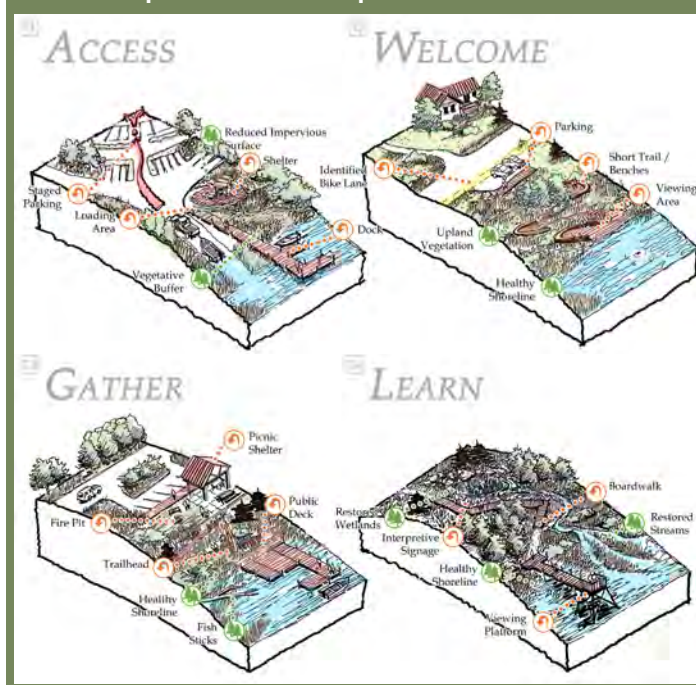 ACCESS
Reduced Impervious
Surface
Shelter
Staged
Parking
Loading
Area
Dock
Vegetative
Buffer
WELCOME
Parking
Identified
Bike Lane
Short Trail /
Benches
Viewing
Area
Upland
Vegetation
Healthy
Shoreline
GATHER
Picnic
Shelter
Fire Pit
Public
Deck
Trailhead
Healthy
Shoreline
Fish
Sticks
LEARN
Boardwalk
Restored
Wetlands
Interpretive
Signage
Restored
Streams
Healthy
Shoreline
Viewing
Platform